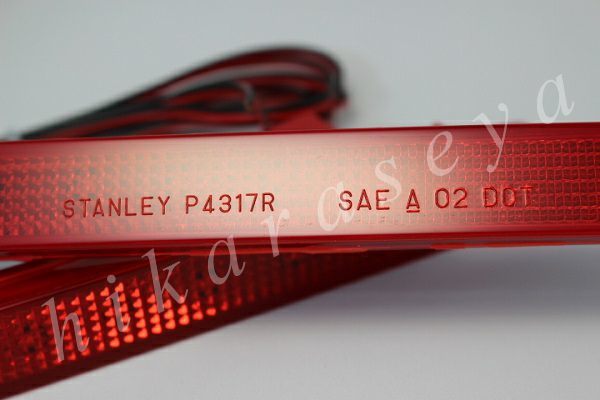 STANLEY P4317R SAE A 02 DOT
hikaraseya